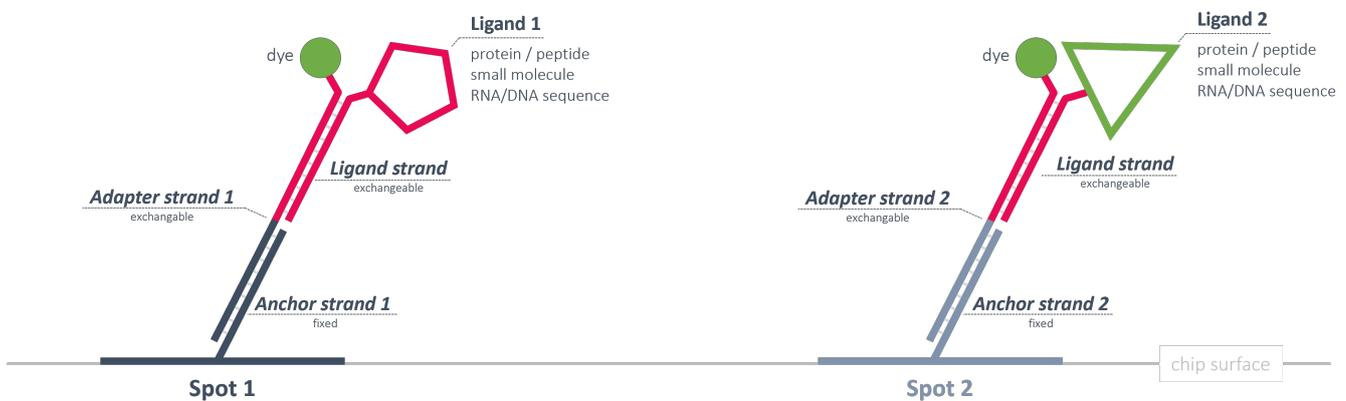 Ligand 1
dye
protein / peptide
small molecule
RNA/DNA sequence
Ligand strand
exchangeable
Adapter strand 1
exchangable
Anchor strand 1
fixed
Spot 1
Ligand 2
dye
protein / peptide
small molecule
RNA/DNA sequence
Ligand strand
exchangeable
Adapter strand 2
exchangable
Anchor strand 2
fixed
chip surface
Spot 2